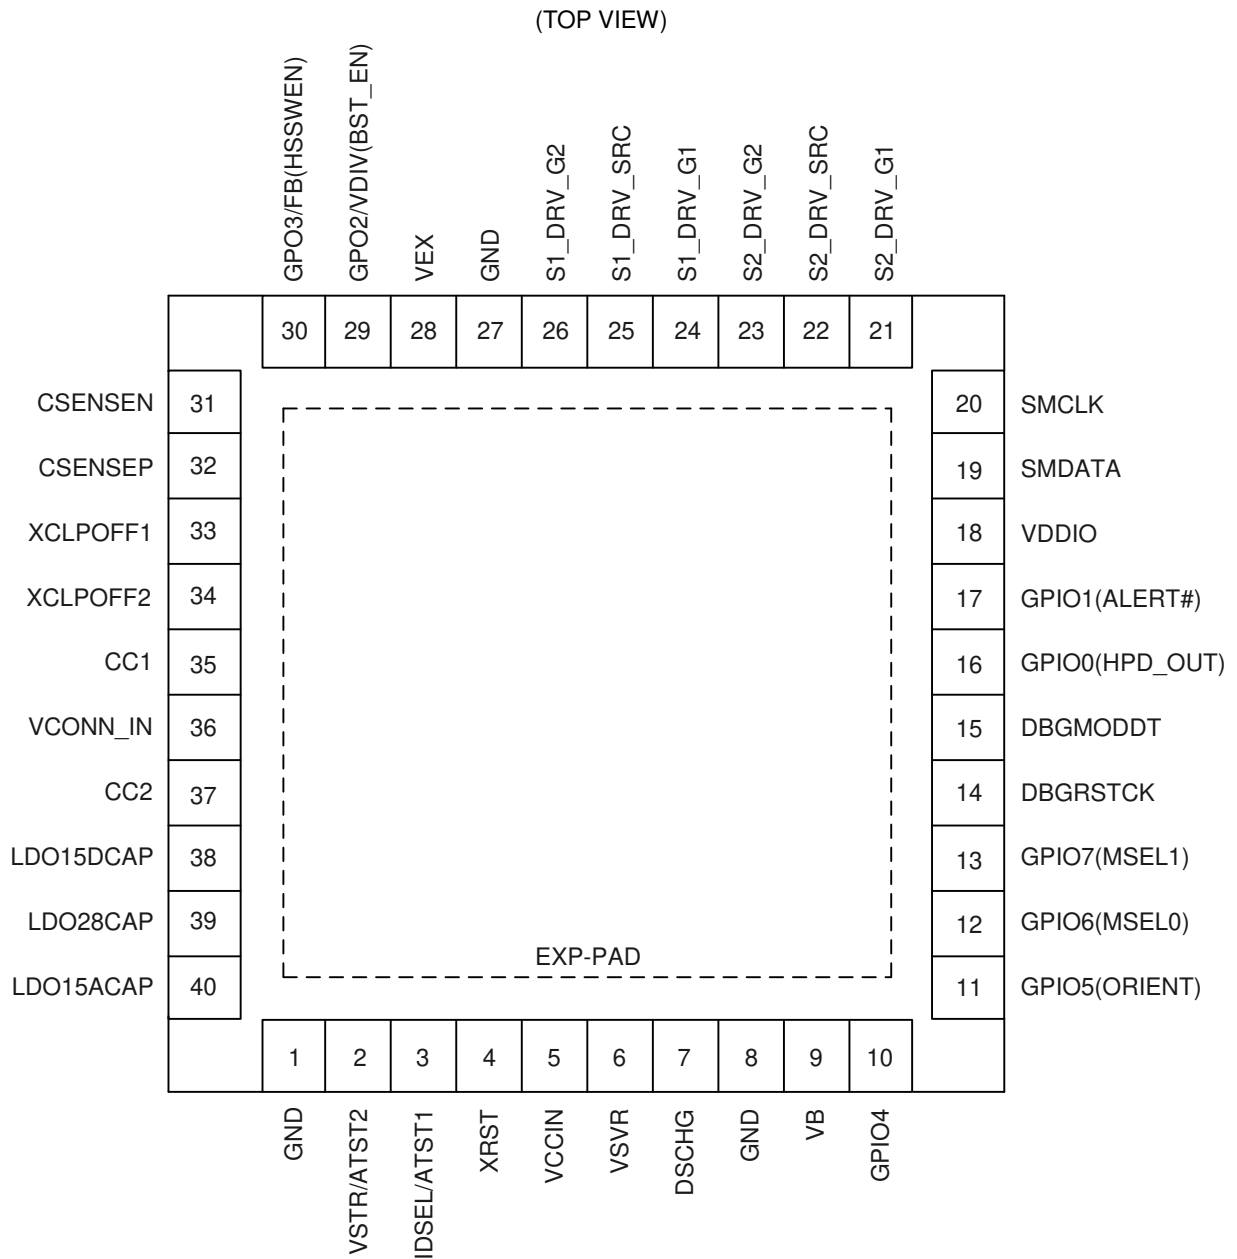 (TOP VIEW)
GPO3/FB(HSSWEN)
GPO2/VDIV(BST_EN)
VEX
GND
S1_DRV_G2
S1_DRV_SRC
S1_DRV_G1
S2_DRV_G2
S2_DRV_SRC
S2_DRV_G1
30 29 28 27 26 25 24 23 22 21
CSENSEN 31
20 SMCLK
CSENSEP 32
19 SMDATA
XCLPOFF1 33
18 VDDIO
XCLPOFF2 34
17 GPIO1(ALERT#)
CC1 35
16 GPIO0(HPD_OUT)
VCONN_IN 36
15 DBGMODDT
CC2 37
14 DBGRSTCK
LDO15DCAP 38
13 GPIO7(MSEL1)
LDO28CAP 39
12 GPIO6(MSEL0)
EXP-PAD
LDO15ACAP 40
11 GPIO5(ORIENT)
1 2 3 4 5 6 7 8 9 10
GND
VSTR/ATST2
IDSEL/ATST1
XRST
VCCIN
VSVR
DSCHG
GND
VB
GPIO4